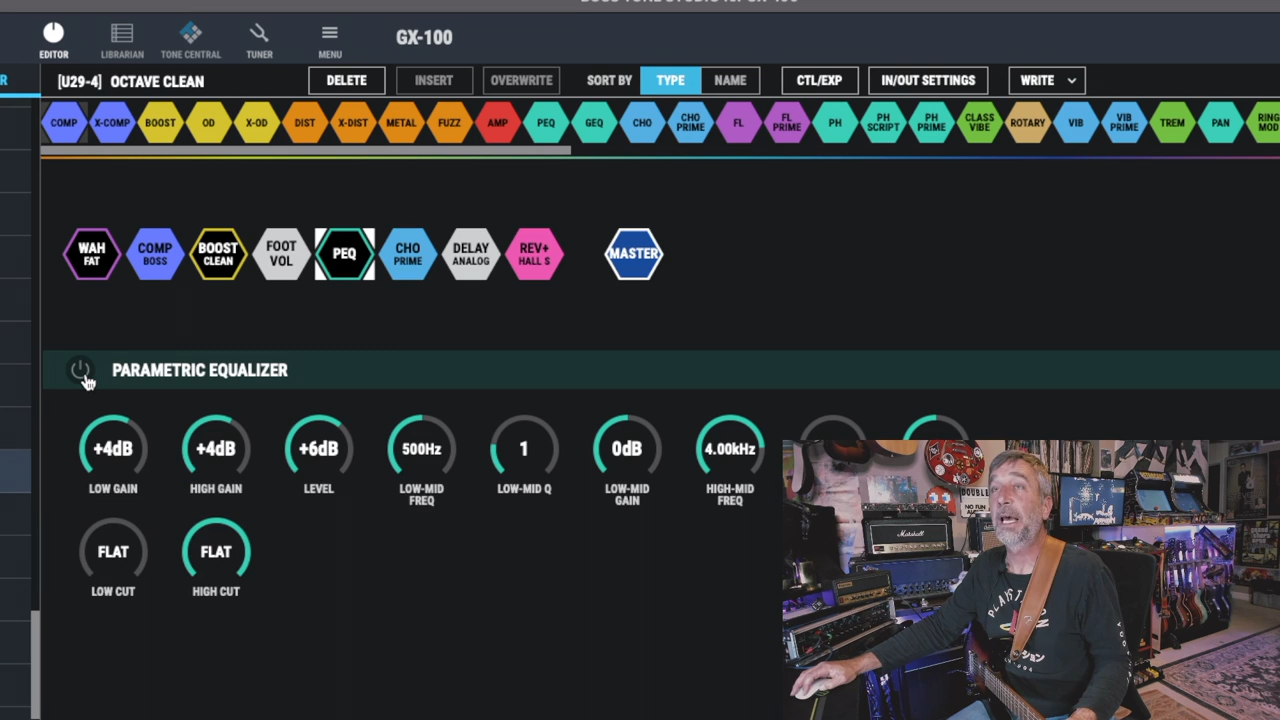 EDITOR
LIBRARIAN
TONE CENTRAL
TUNER
MENU
GX-100
R
[U29-4] OCTAVE CLEAN
DELETE
INSERT
OVERWRITE
SORT BY
TYPE
NAME
CTL/EXP
IN/OUT SETTINGS
WRITE
COMP
X-COMP
BOOST
OD
X-OD
DIST
X-DIST
METAL
FUZZ
AMP
PEQ
GEQ
CHO
CHO
PRIME
FL
FL
PRIME
PH
PH
SCRIPT
PH
PRIME
CLASS
VIBE
ROTARY
VIB
VIB
PRIME
TREM
PAN
RING
MOD
WAH
FAT
COMP
BOSS
BOOST
CLEAN
FOOT
VOL
PEQ
CHO
PRIME
DELAY
ANALOG
REV+
HALL S
MASTER
PARAMETRIC EQUALIZER
+4dB
LOW GAIN
+4dB
HIGH GAIN
+6dB
LEVEL
500Hz
LOW-MID
FREQ
1
LOW-MID Q
0dB
LOW-MID
GAIN
4.00kHz
HIGH-MID
FREQ
FLAT
LOW CUT
FLAT
HIGH CUT
DOUBLE
NO FUN
Marshall